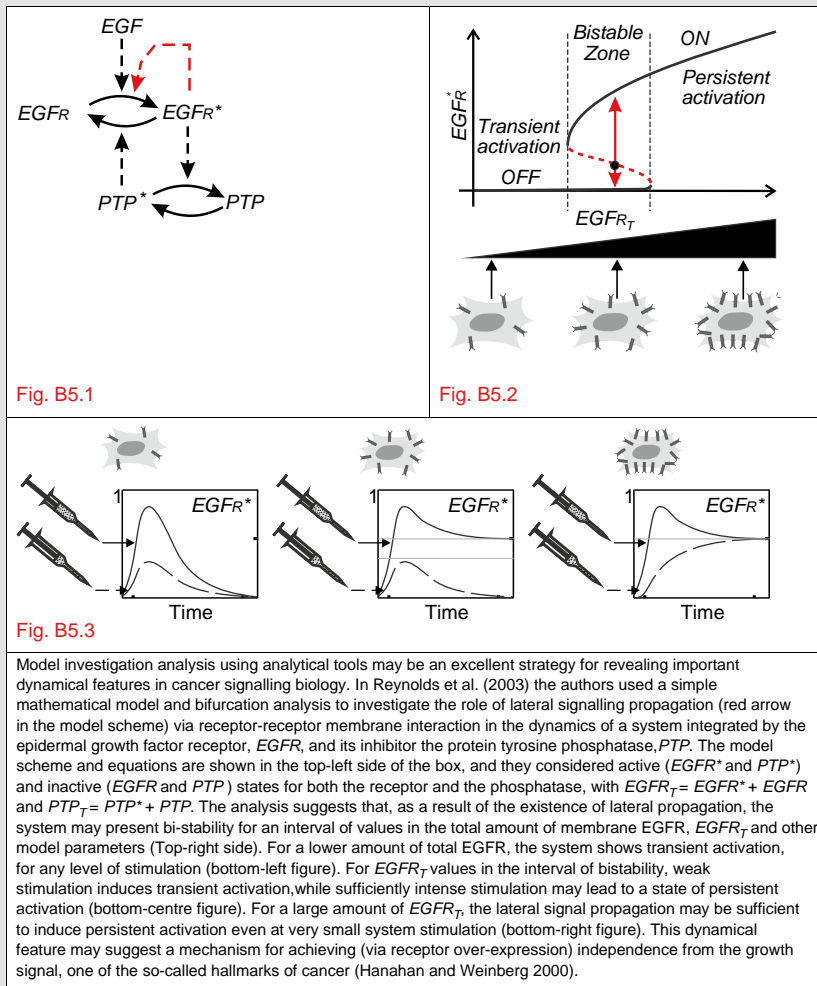 EGF
EGFR
EGFR*
PTP*
PTP
Fig. B5.1
EGFR*
Bistable
Zone
ON
Persistent
activation
Transient
activation
OFF
EGFRT
Fig. B5.2
1
EGFR*
Time
1
EGFR*
Time
1
EGFR*
Time
Fig. B5.3
Model investigation analysis using analytical tools may be an excellent strategy for revealing important
dynamical features in cancer signalling biology. In Reynolds et al. (2003) the authors used a simple
mathematical model and bifurcation analysis to investigate the role of lateral signalling propagation (red arrow
in the model scheme) via receptor-receptor membrane interaction in the dynamics of a system integrated by the
epidermal growth factor receptor, EGFR, and its inhibitor the protein tyrosine phosphatase,PTP. The model
scheme and equations are shown in the top-left side of the box, and they considered active (EGFR* and PTP*)
and inactive (EGFR and PTP ) states for both the receptor and the phosphatase, with EGFRT = EGFR* + EGFR
and PTPT = PTP* + PTP. The analysis suggests that, as a result of the existence of lateral propagation, the
system may present bi-stability for an interval of values in the total amount of membrane EGFR, EGFRT and other
model parameters (Top-right side). For a lower amount of total EGFR, the system shows transient activation,
for any level of stimulation (bottom-left figure). For EGFRT values in the interval of bistability, weak
stimulation induces transient activation,while sufficiently intense stimulation may lead to a state of persistent
activation (bottom-centre figure). For a large amount of EGFRT, the lateral signal propagation may be sufficient
to induce persistent activation even at very small system stimulation (bottom-right figure). This dynamical
feature may suggest a mechanism for achieving (via receptor over-expression) independence from the growth
signal, one of the so-called hallmarks of cancer (Hanahan and Weinberg 2000).